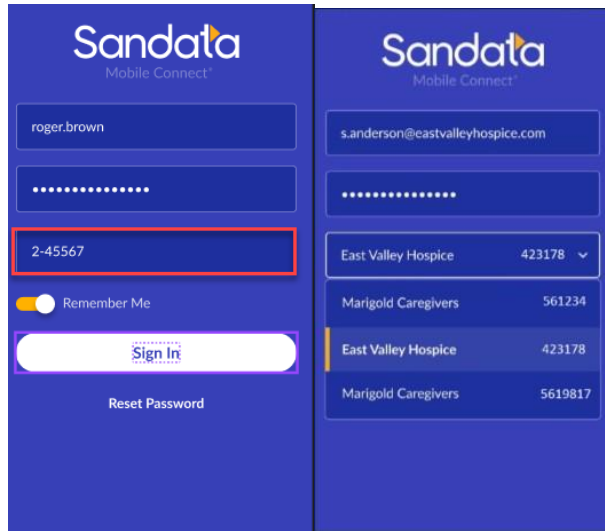 Sandata
Mobile Connect®
roger.brown
•••••••••••••••
2-45567
Remember Me
Sign In
Reset Password
Sandata
Mobile Connect®
s.anderson@eastvalleyhospice.com
•••••••••••••••
East Valley Hospice 423178
Marigold Caregivers 561234
East Valley Hospice 423178
Marigold Caregivers 5619817